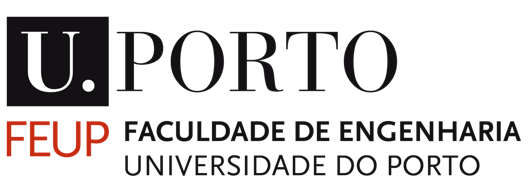 U. PORTO
FEUP FACULDADE DE ENGENHARIA
UNIVERSIDADE DO PORTO